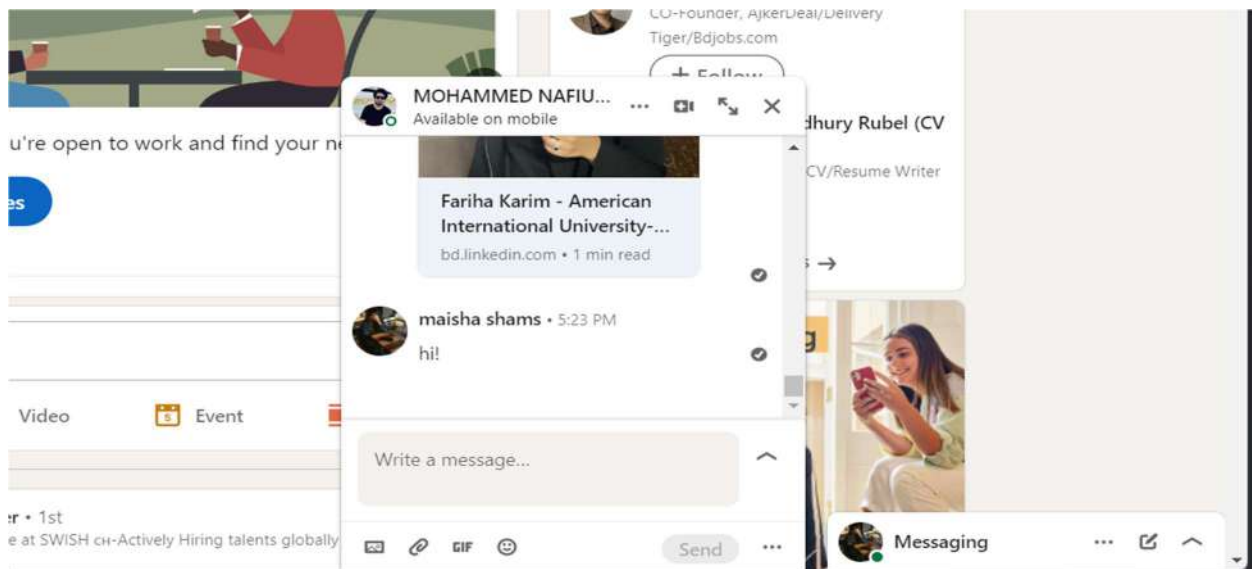 CO-Founder, AjkerDeal/Delivery
Tiger/Bdjobs.com
+ Follow
u're open to work and find your ne
es
dhury Rubel (CV
CV/Resume Writer
s →
MOHAMMED NAFIU...
Available on mobile
Fariha Karim - American
International University-...
bd.linkedin.com • 1 min read
maisha shams • 5:23 PM
hi!
Video
Event
Write a message...
GIF
Send
r • 1st
e at SWISH CH-Actively Hiring talents globally
g
Messaging